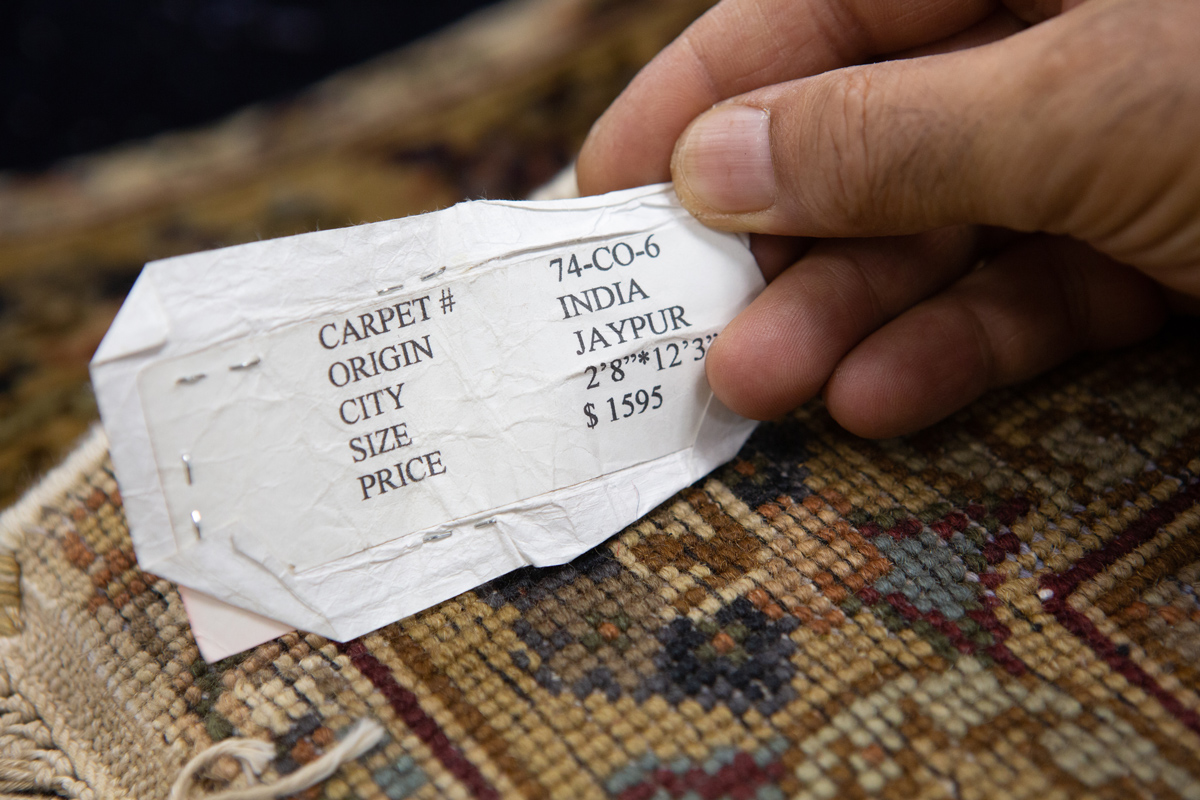 CARPET # 74-CO-6
ORIGIN INDIA
CITY JAYPUR
SIZE 2’8”*12’3”
PRICE $ 1595